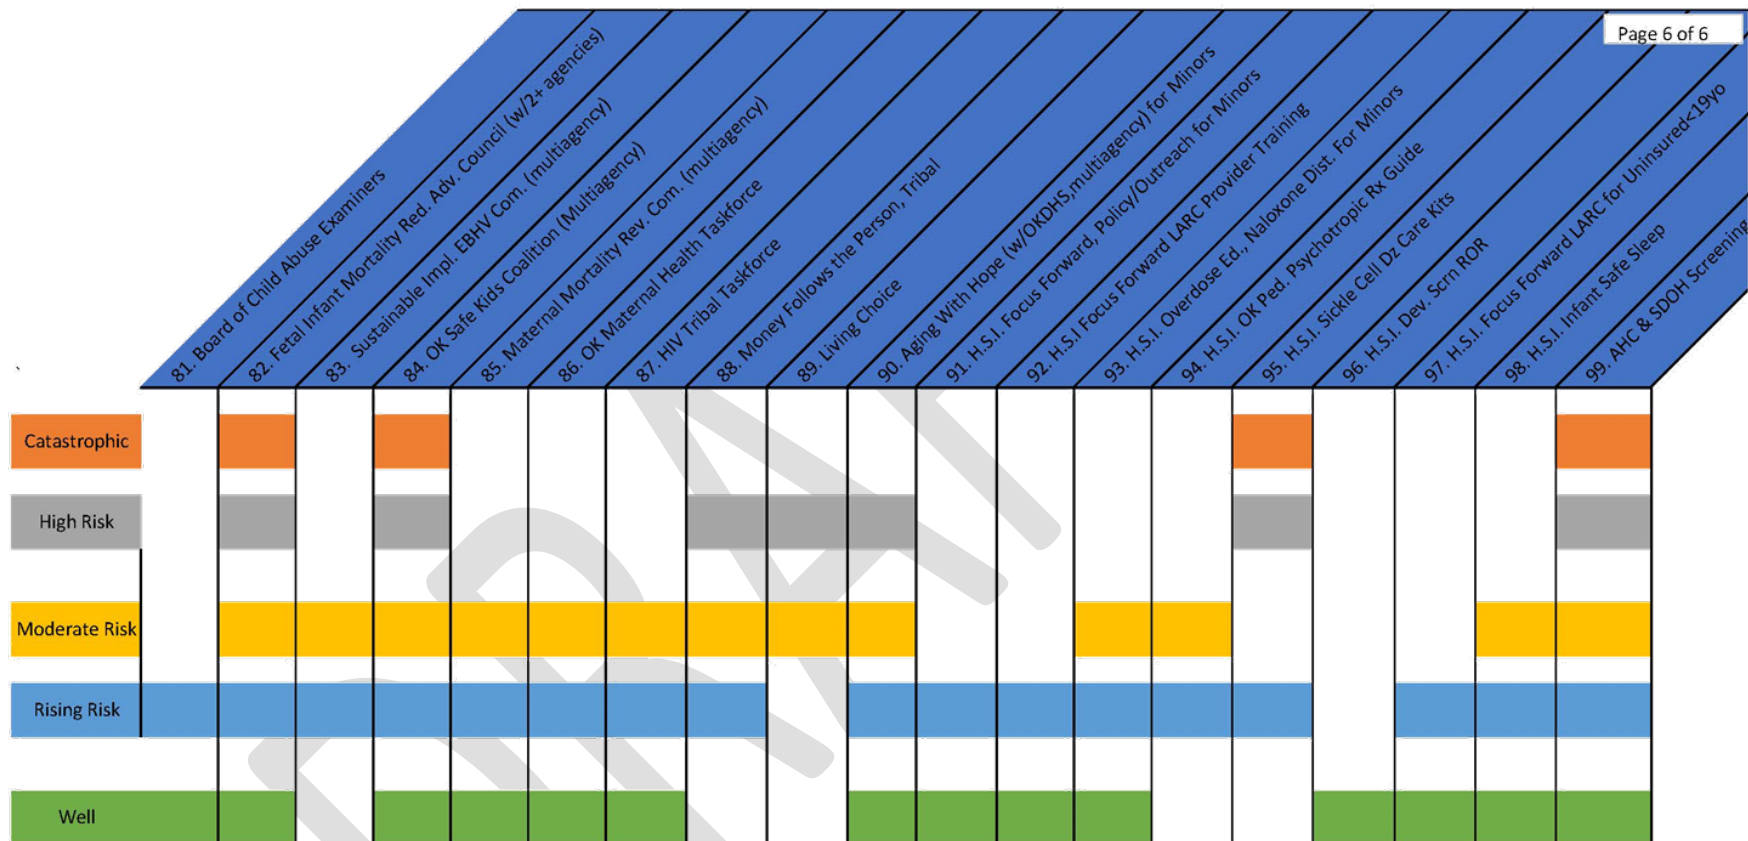 Page 6 of 6
81. Board of Child Abuse Examiners
82. Fetal Infant Mortality Red. Adv. Council (w/2+ agencies)
83. Sustainable Impl. EBHV Com. (multiagency)
84. OK Safe Kids Coalition (Multiagency)
85. Maternal Mortality Rev. Com. (multiagency)
86. OK Maternal Health Taskforce
87. HIV Tribal Taskforce
88. Money Follows the Person, Tribal
89. Living Choice
90. Aging With Hope (w/OKDHS,multiagency) for Minors
91. H.S.I. Focus Forward, Policy/Outreach for Minors
92. H.S.I Focus Forward LARC Provider Training
93. H.S.I. Overdose Ed., Naloxone Dist. For Minors
94. H.S.I. OK Ped. Psychotropic Rx Guide
95. H.S.I. Sickle Cell Dz Care Kits
96. H.S.I. Dev. Scrn ROR
97. H.S.I. Focus Forward LARC for Uninsured<19yo
98. H.S.I. Infant Safe Sleep
99. AHC & SDOH Screening
Catastrophic
High Risk
Moderate Risk
Rising Risk
Well
DRAFT